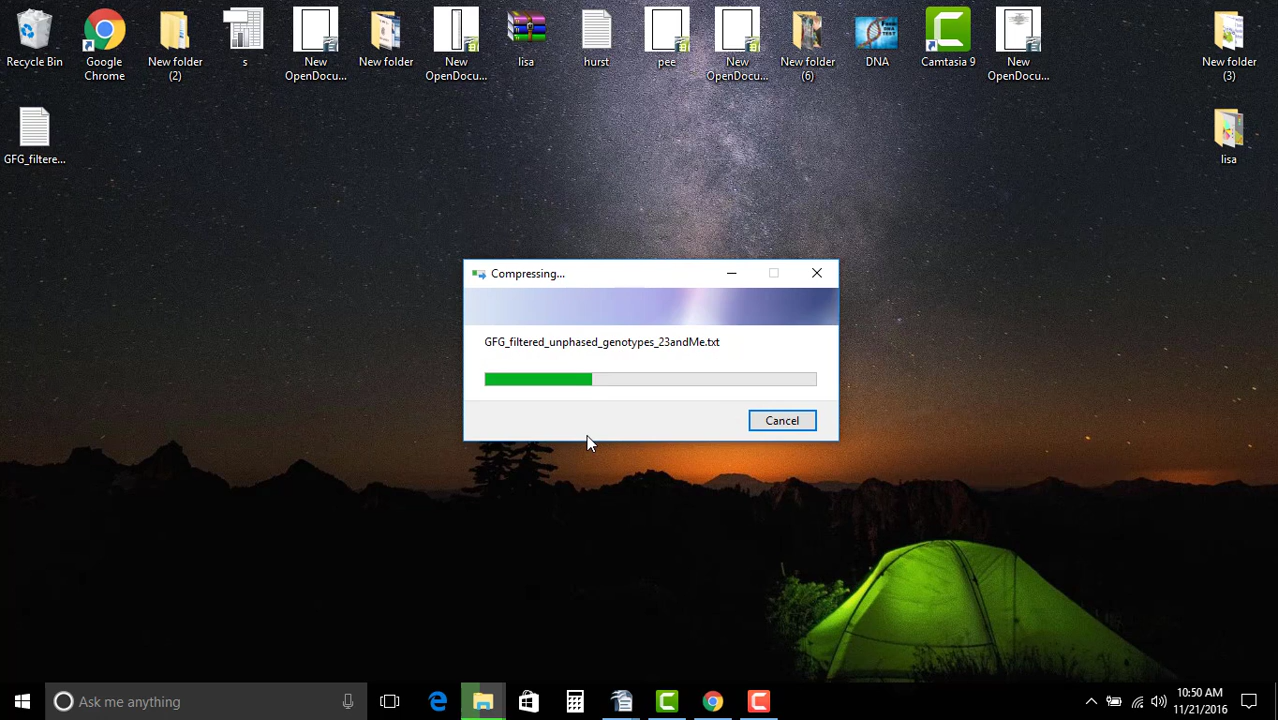 Recycle Bin
Google
Chrome
New folder
(2)
s
New
OpenDocu...
New folder
New
OpenDocu...
lisa
hurst
pee
New
OpenDocu...
New folder
(6)
DNA
Camtasia 9
New
OpenDocu...
New folder
(3)
GFG_filtere...
lisa
Compressing...
GFG_filtered_unphased_genotypes_23andMe.txt
Cancel
Ask me anything
10:50 AM
11/21/2016